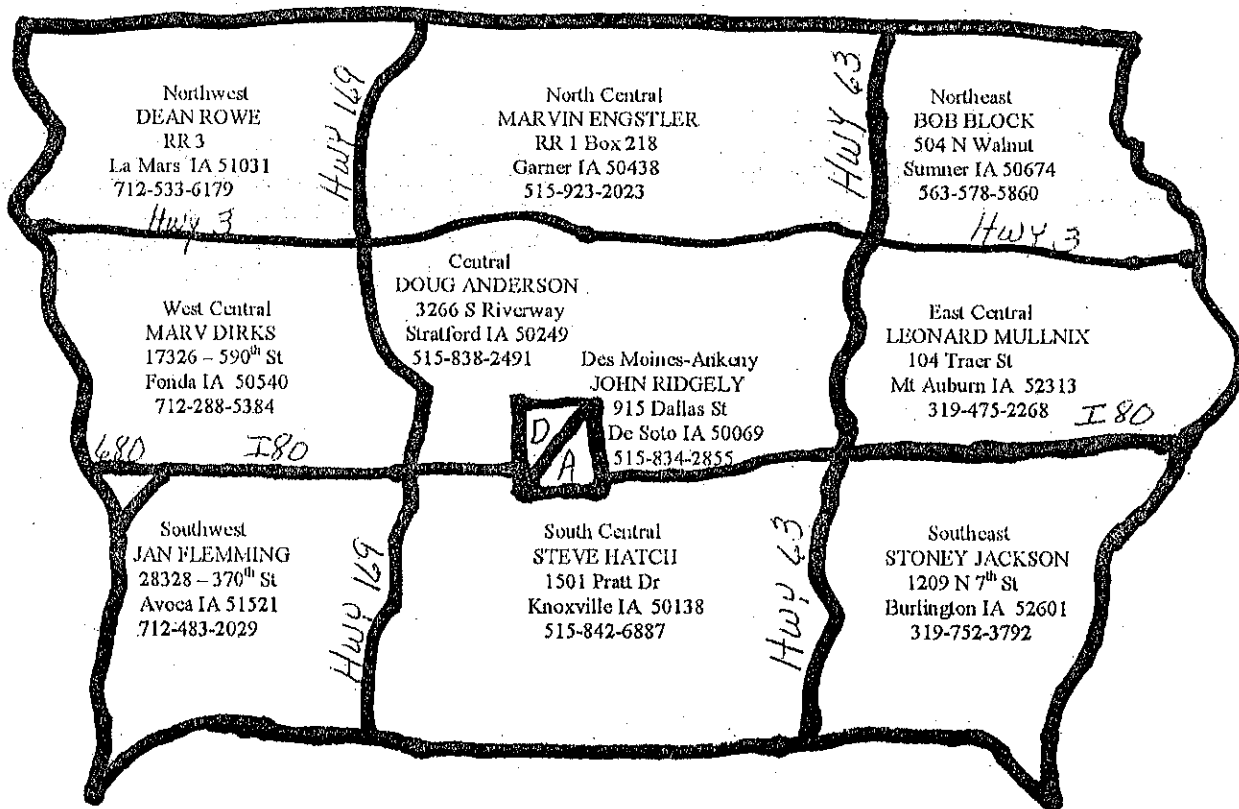 Northwest
DEAN ROWE
RR 3
La Mars IA 51031
712-533-6179
Hwy 3
Hwy 169
North Central
MARVIN ENGSTLER
RR 1 Box 218
Garner IA 50438
515-923-2023
Hwy 63
Northeast
BOB BLOCK
504 N Walnut
Sumner IA 50674
563-578-5860
Hwy 3
West Central
MARV DIRKS
17326 – 590th St
Fonda IA 50540
712-288-5384
Central
DOUG ANDERSON
3266 S Riverway
Stratford IA 50249
515-838-2491
Des Moines-Ankeny
JOHN RIDGELY
915 Dallas St
De Soto IA 50069
515-834-2855
D
A
East Central
LEONARD MULLNIX
104 Traer St
Mt Auburn IA 52313
319-475-2268
I80
680
I80
Southwest
JAN FLEMMING
28328 – 370th St
Avoca IA 51521
712-483-2029
Hwy 169
South Central
STEVE HATCH
1501 Pratt Dr
Knoxville IA 50138
515-842-6887
Hwy 63
Southeast
STONEY JACKSON
1209 N 7th St
Burlington IA 52601
319-752-3792